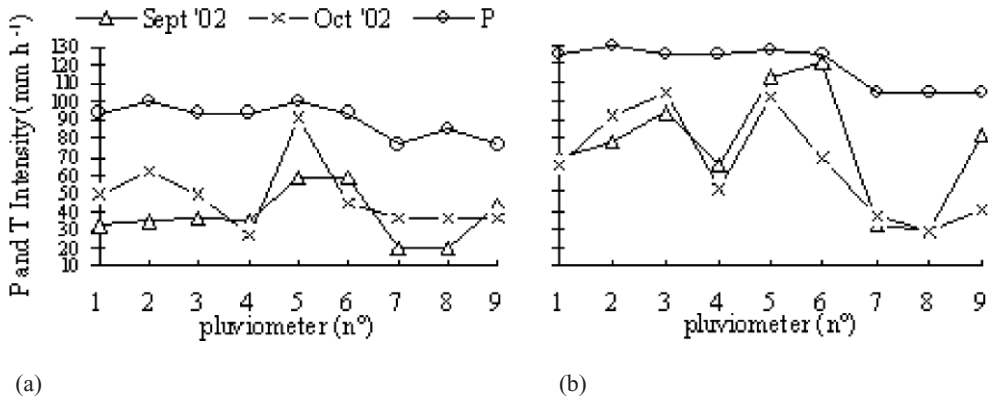 Sept '02 Oct '02 P
P and T Intensity (mm h⁻¹)
130
120
110
100
90
80
70
60
50
40
30
20
10
1 2 3 4 5 6 7 8 9
1 2 3 4 5 6 7 8 9
pluviometer (nº)
pluviometer (nº)
(a)
(b)